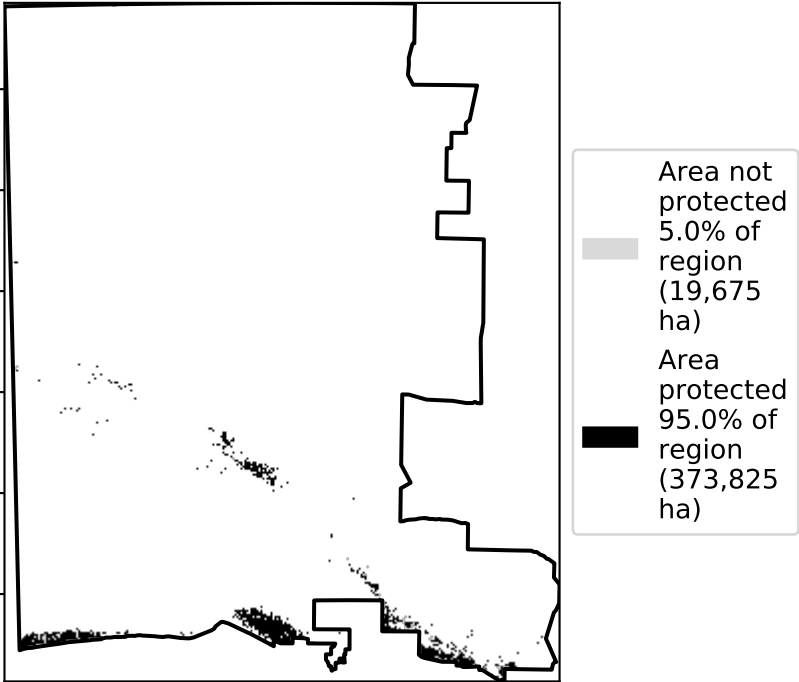 Area not
protected
5.0% of
region
(19,675
ha)
Area
protected
95.0% of
region
(373,825
ha)